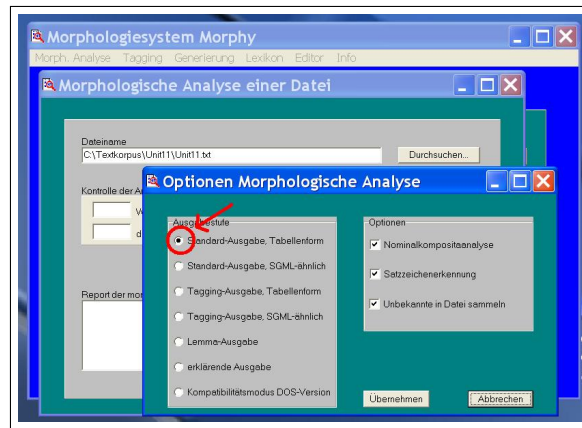 Morphologiesystem Morphy
Morph. Analyse Tagging Generierung Lexikon Editor Info
Morphologische Analyse einer Datei
Dateiname
C:\Textkorpus\Unit11\Unit11.txt
Durchsuchen...
Kontrolle der
Optionen Morphologische Analyse
Ausgabestufe
Standard-Ausgabe, Tabellenform
Standard-Ausgabe, SGML-ähnlich
Tagging-Ausgabe, Tabellenform
Tagging-Ausgabe, SGML-ähnlich
Lemma-Ausgabe
erklärende Ausgabe
Kompatibilitätsmodus DOS-Version
Optionen
Nominalkompositaanalyse
Satzzeichenerkennung
Unbekannte in Datei sammeln
Report der
Übernehmen
Abbrechen